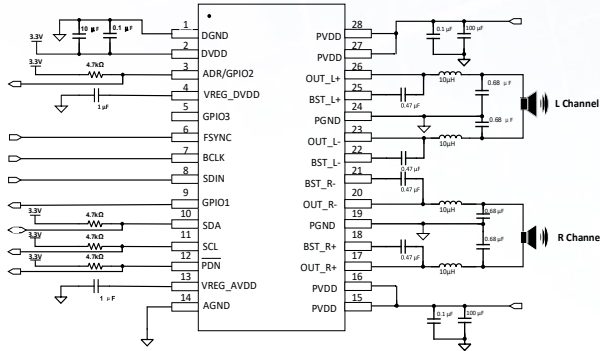 3.3V
10 μF
0.1 μF
1 DGND
2 DVDD
3.3V
4.7kΩ
3 ADR/GPIO2
4 VREG_DVDD
1μF
5 GPIO3
6 FSYNC
7 BCLK
8 SDIN
9 GPIO1
3.3V
4.7kΩ
10 SDA
3.3V
4.7kΩ
11 SCL
3.3V
4.7kΩ
12 PDN
13 VREG_AVDD
1 μF
14 AGND
28 PVDD
0.1 μF
100 μF
27 PVDD
26 OUT_L+
10μH
25 BST_L+
0.47 μF
0.68 μF
24 PGND
L Channel
0.68 μF
23 OUT_L-
10μH
22 BST_L-
0.47 μF
21 BST_R-
0.47 μF
20 OUT_R-
10μH
0.68 μF
19 PGND
R Channe
0.68 μF
18 BST_R+
0.47 μF
17 OUT_R+
10μH
16 PVDD
15 PVDD
0.1 μF
100 μF